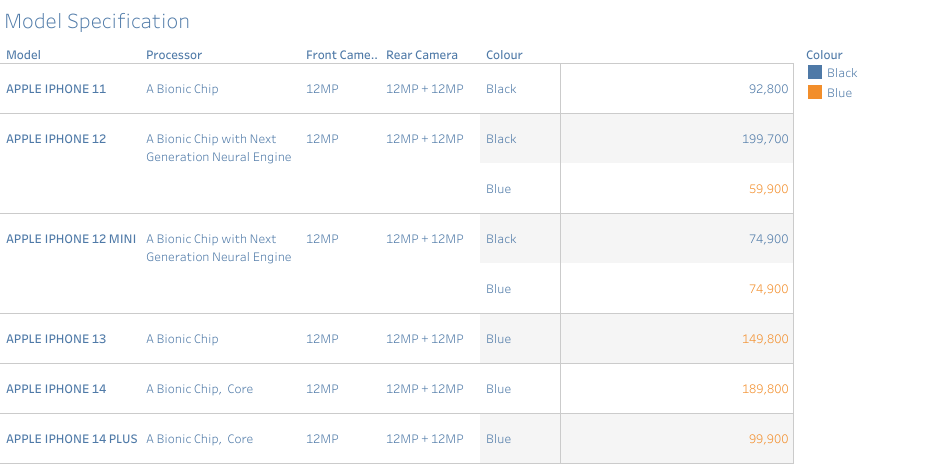 Model Specification
Model Processor Front Came.. Rear Camera Colour
APPLE IPHONE 11 A Bionic Chip 12MP 12MP + 12MP Black 92,800
APPLE IPHONE 12 A Bionic Chip with Next Generation Neural Engine 12MP 12MP + 12MP Black 199,700
Blue 59,900
APPLE IPHONE 12 MINI A Bionic Chip with Next Generation Neural Engine 12MP 12MP + 12MP Black 74,900
Blue 74,900
APPLE IPHONE 13 A Bionic Chip 12MP 12MP + 12MP Blue 149,800
APPLE IPHONE 14 A Bionic Chip, Core 12MP 12MP + 12MP Blue 189,800
APPLE IPHONE 14 PLUS A Bionic Chip, Core 12MP 12MP + 12MP Blue 99,900
Colour
Black
Blue